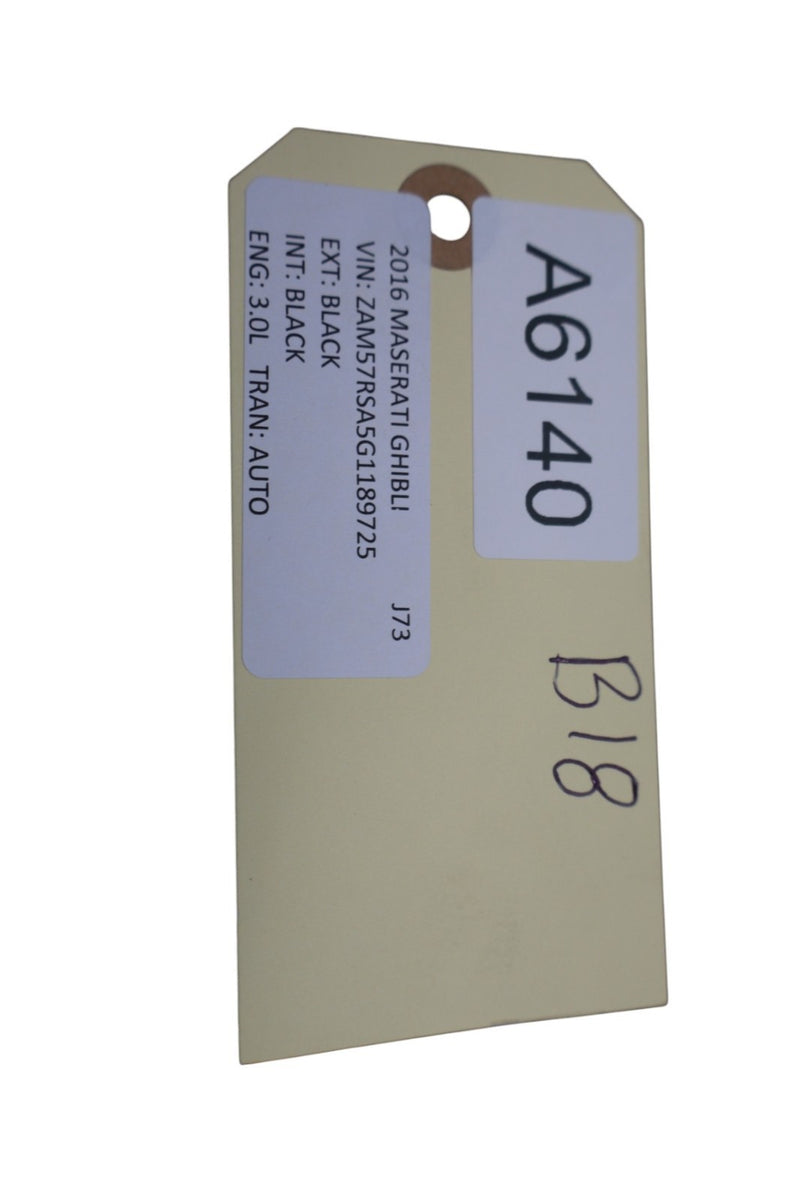 A6140
B18
2016 MASERATI GHIBLI J73
VIN: ZAM57RSA5G1189725
EXT: BLACK
INT: BLACK
ENG: 3.0L TRAN: AUTO